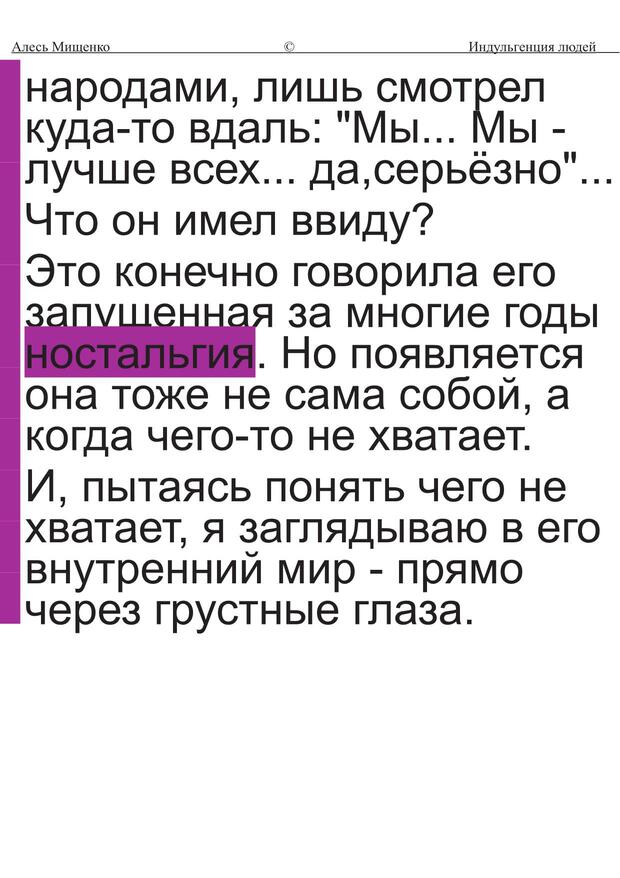 Алесь Мищенко © Индульгенция людей
народами, лишь смотрел
куда-то вдаль: "Мы... Мы -
лучше всех... да,серьёзно"...
Что он имел ввиду?
Это конечно говорила его
запущенная за многие годы
ностальгия. Но появляется
она тоже не сама собой, а
когда чего-то не хватает.
И, пытаясь понять чего не
хватает, я заглядываю в его
внутренний мир - прямо
через грустные глаза.